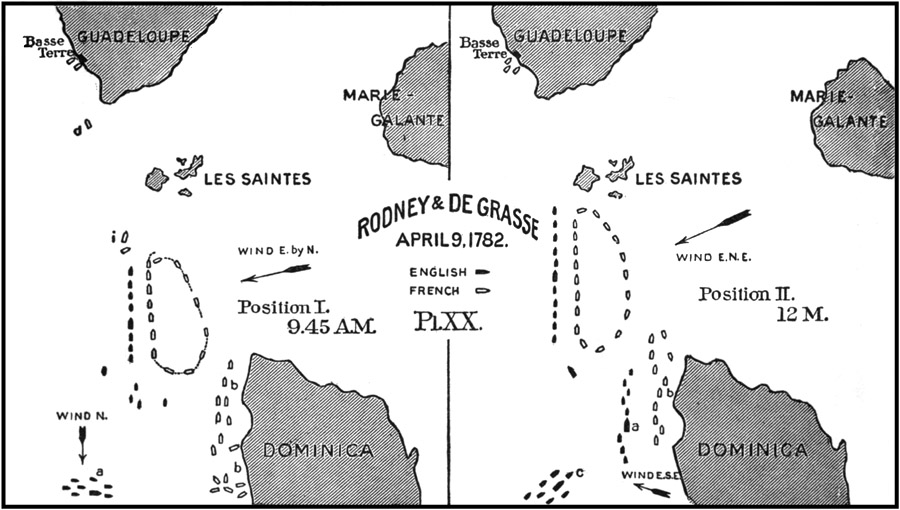 Basse
Terre
GUADELOUPE
MARIE-
GALANTE
d
LES SAINTES
i
WIND E. by N.
Position I.
9.45 A.M.
b
WIND N.
a
b
DOMINICA
RODNEY & DE GRASSE
APRIL 9, 1782.
ENGLISH
FRENCH
Pl.XX.
Basse
Terre
GUADELOUPE
MARIE-
GALANTE
LES SAINTES
WIND E.N.E.
Position II.
12 M.
b
a
DOMINICA
c
WIND E.S.E.